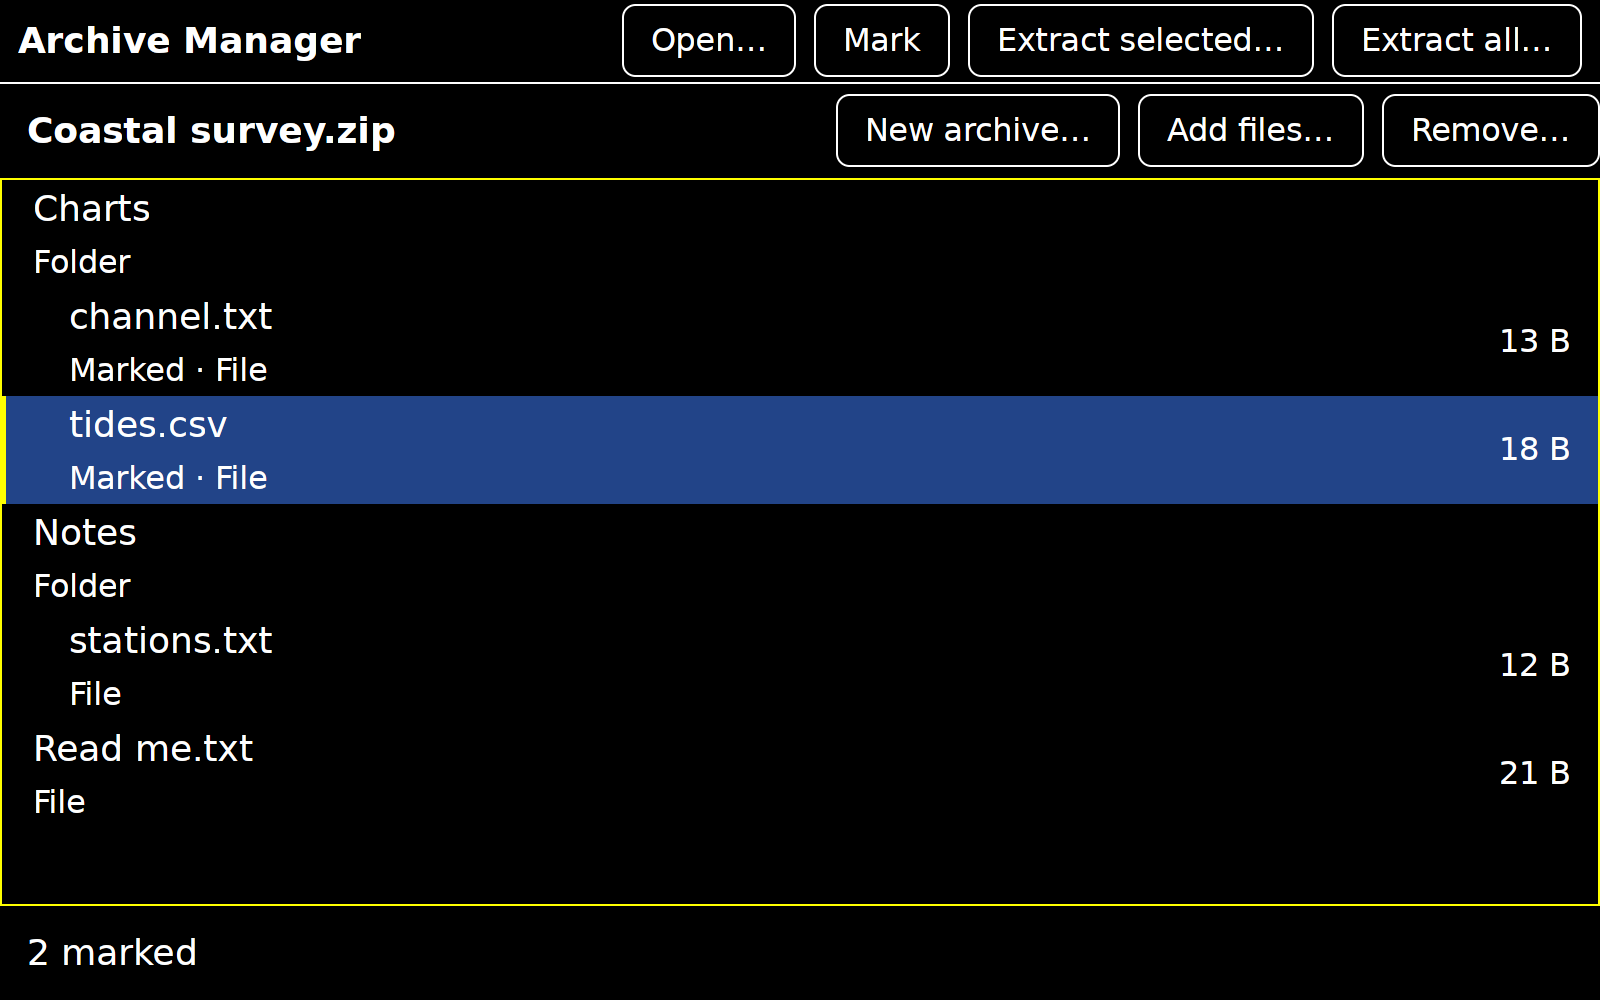 Archive Manager
Open…
Mark
Extract selected…
Extract all…
Coastal survey.zip
New archive…
Add files…
Remove…
Charts
Folder
channel.txt
Marked · File
13 B
tides.csv
Marked · File
18 B
Notes
Folder
stations.txt
File
12 B
Read me.txt
File
21 B
2 marked